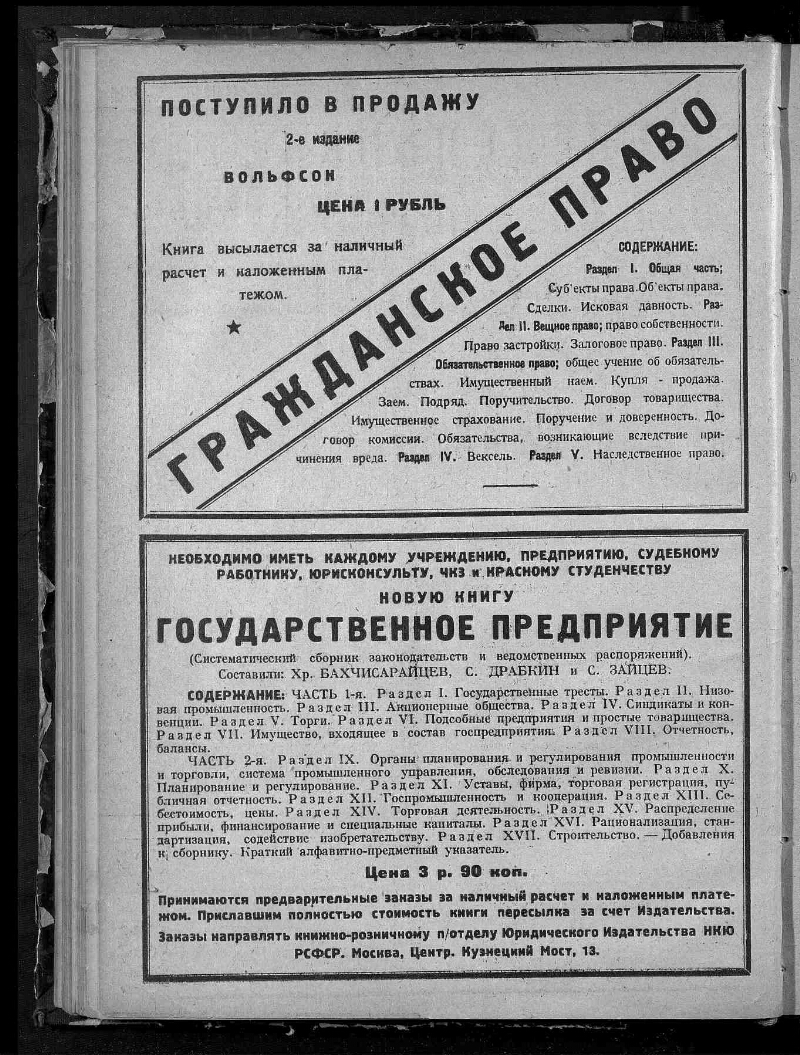 ПОСТУПИЛО В ПРОДАЖУ
2-е издание
ВОЛЬФСОН
ЦЕНА 1 РУБЛЬ
Книга высылается за наличный
расчет и наложенным пла-
тежом.
ГРАЖДАНСКОЕ ПРАВО
СОДЕРЖАНИЕ:
Раздел I. Общая часть;
Суб'екты права. Об'екты права.
Сделки. Исковая давность. Раз-
дел II. Вещное право; право собственности.
Право застройки. Залоговое право. Раздел III.
Обязательственное право; общее учение об обязатель-
ствах. Имущественный наем. Купля - продажа.
Заем. Подряд. Поручительство. Договор товарищества.
Имущественное страхование. Поручение и доверенность. До-
говор комиссии. Обязательства, возникающие вследствие при-
чинения вреда. Раздел IV. Вексель. Раздел V. Наследственное право.
НЕОБХОДИМО ИМЕТЬ КАЖДОМУ УЧРЕЖДЕНИЮ, ПРЕДПРИЯТИЮ, СУДЕБНОМУ
РАБОТНИКУ, ЮРИСКОНСУЛЬТУ, ЧКЗ и КРАСНОМУ СТУДЕНЧЕСТВУ
НОВУЮ КНИГУ
ГОСУДАРСТВЕННОЕ ПРЕДПРИЯТИЕ
(Систематический сборник законодательств и ведомственных распоряжений).
Составили: Хр. БАХЧИСАРАЙЦЕВ, С. ДРАБКИН и С. ЗАЙЦЕВ.
СОДЕРЖАНИЕ: ЧАСТЬ 1-я. Раздел I. Государственные тресты. Раздел II. Низо-
вая промышленность. Раздел III. Акционерные общества. Раздел IV. Синдикаты и кон-
венции. Раздел V. Торги. Раздел VI. Подсобные предприятия и простые товарищества.
Раздел VII. Имущество, входящее в состав госпредприятия. Раздел VIII. Отчетность,
балансы.
ЧАСТЬ 2-я. Раздел IX. Органы планирования и регулирования промышленности
и торговли, система промышленного управления, обследования и ревизии. Раздел X.
Планирование и регулирование. Раздел XI. Уставы, фирма, торговая регистрация, пу-
бличная отчетность. Раздел XII. Госпромышленность и кооперация. Раздел XIII. Се-
бестоимость, цены. Раздел XIV. Торговая деятельность. Раздел XV. Распределение
прибыли, финансирование и специальные капиталы. Раздел XVI. Рационализация, стан-
дартизация, содействие изобретательству. Раздел XVII. Строительство. — Добавления
к сборнику. Краткий алфавитно-предметный указатель.
Цена 3 р. 90 коп.
Принимаются предварительные заказы за наличный расчет и наложенным плате-
жом. Приславшим полностью стоимость книги пересылка за счет Издательства.
Заказы направлять книжно-розничному п/отделу Юридического Издательства НКЮ
РСФСР. Москва, Центр. Кузнецкий Мост, 13.